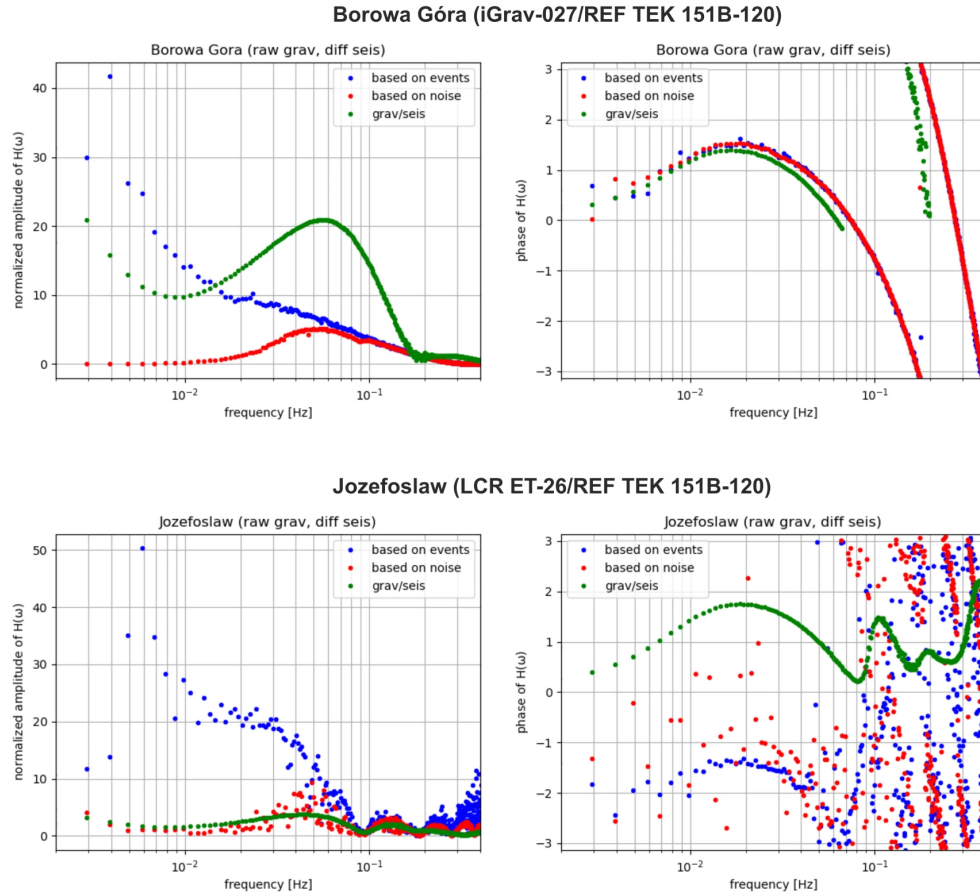 Borowa Góra (iGrav-027/REF TEK 151B-120)
Borowa Gora (raw grav, diff seis)
normalized amplitude of H(ω)
40
30
20
10
0
based on events
based on noise
grav/seis
10⁻²
10⁻¹
frequency [Hz]
Borowa Gora (raw grav, diff seis)
phase of H(ω)
3
2
1
0
−1
−2
−3
based on events
based on noise
grav/seis
10⁻²
10⁻¹
frequency [Hz]
Jozefoslaw (LCR ET-26/REF TEK 151B-120)
Jozefoslaw (raw grav, diff seis)
normalized amplitude of H(ω)
50
40
30
20
10
0
based on events
based on noise
grav/seis
10⁻²
10⁻¹
frequency [Hz]
Jozefoslaw (raw grav, diff seis)
phase of H(ω)
3
2
1
0
−1
−2
−3
based on events
based on noise
grav/seis
10⁻²
10⁻¹
frequency [Hz]